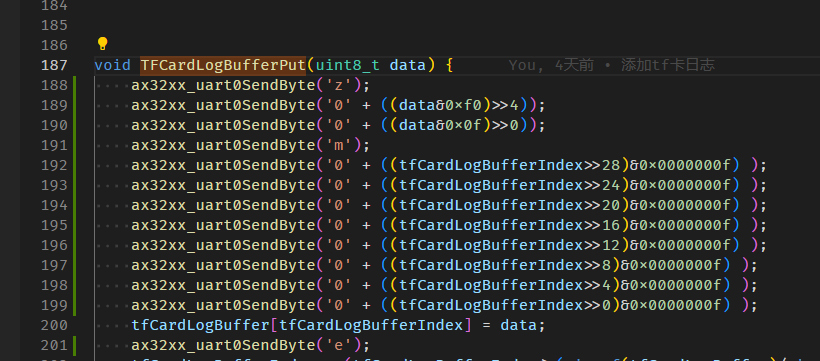 184
185
186
187 void TFCardLogBufferPut(uint8_t data) { You, 4天前 • 添加tf卡日志
188 ····ax32xx_uart0SendByte('z');
189 ····ax32xx_uart0SendByte('0' + ((data&0xf0)>>4));
190 ····ax32xx_uart0SendByte('0' + ((data&0x0f)>>0));
191 ····ax32xx_uart0SendByte('m');
192 ····ax32xx_uart0SendByte('0' + ((tfCardLogBufferIndex>>28)&0x0000000f) );
193 ····ax32xx_uart0SendByte('0' + ((tfCardLogBufferIndex>>24)&0x0000000f) );
194 ····ax32xx_uart0SendByte('0' + ((tfCardLogBufferIndex>>20)&0x0000000f) );
195 ····ax32xx_uart0SendByte('0' + ((tfCardLogBufferIndex>>16)&0x0000000f) );
196 ····ax32xx_uart0SendByte('0' + ((tfCardLogBufferIndex>>12)&0x0000000f) );
197 ····ax32xx_uart0SendByte('0' + ((tfCardLogBufferIndex>>8)&0x0000000f) );
198 ····ax32xx_uart0SendByte('0' + ((tfCardLogBufferIndex>>4)&0x0000000f) );
199 ····ax32xx_uart0SendByte('0' + ((tfCardLogBufferIndex>>0)&0x0000000f) );
200 ····tfCardLogBuffer[tfCardLogBufferIndex] = data;
201 ····ax32xx_uart0SendByte('e');